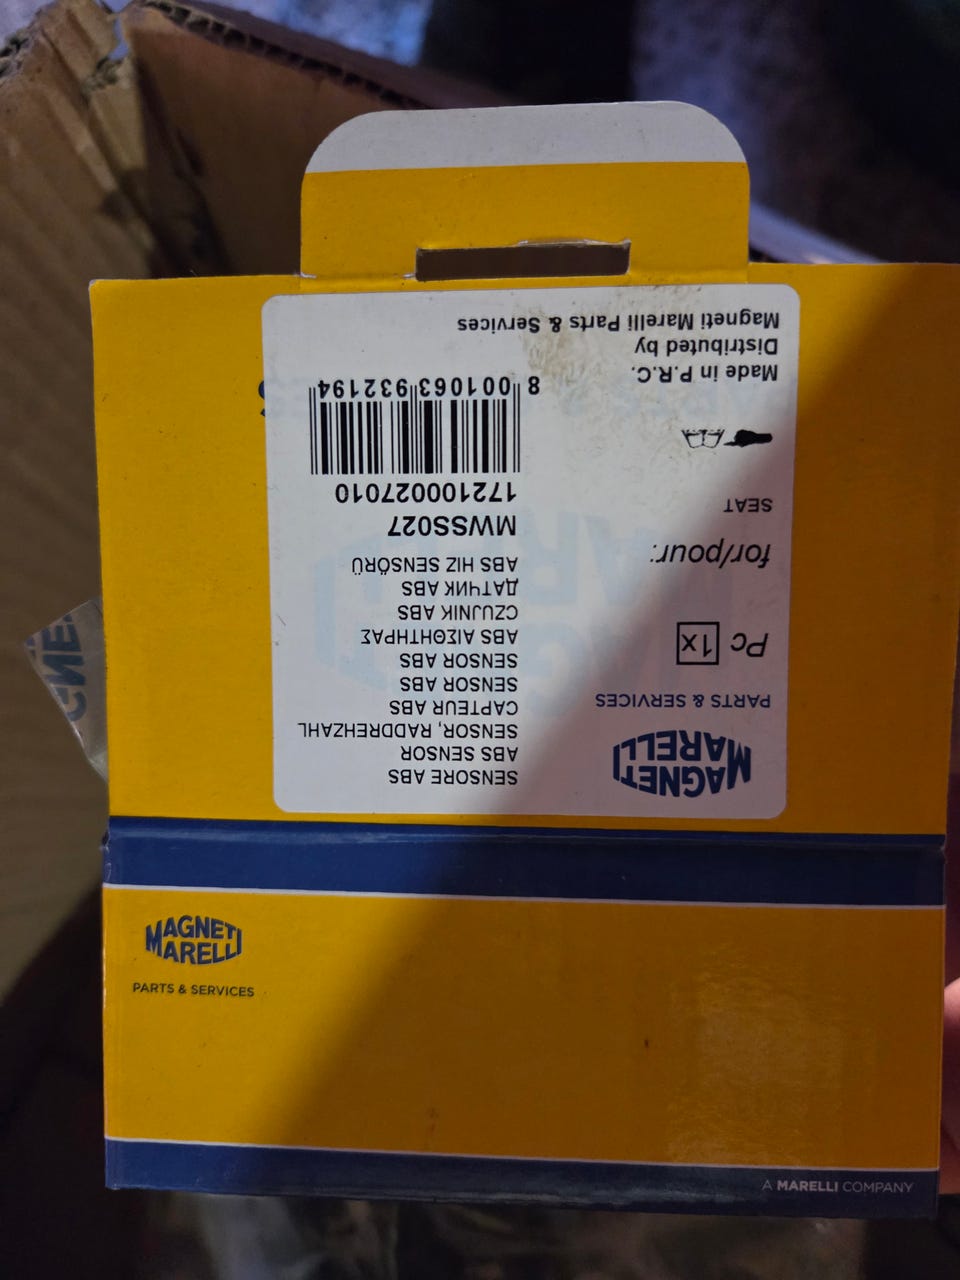 MAGNETI
MARELLI
PARTS & SERVICES
Pc 1x
for/pour:
SEAT
Made in P.R.C.
Distributed by
Magneti Marelli Parts & Services
SENSORE ABS
ABS SENSOR
SENSOR, RADDREHZAHL
CAPTEUR ABS
SENSOR ABS
SENSOR ABS
ABS ΑΙΣΘΗΤΗΡΑΣ
CZUJNIK ABS
ДАТЧИК ABS
ABS HIZ SENSÖRÜ
MWSS027
172100027010
8 001063 932194
MAGNETI
MARELLI
PARTS & SERVICES
A MARELLI COMPANY